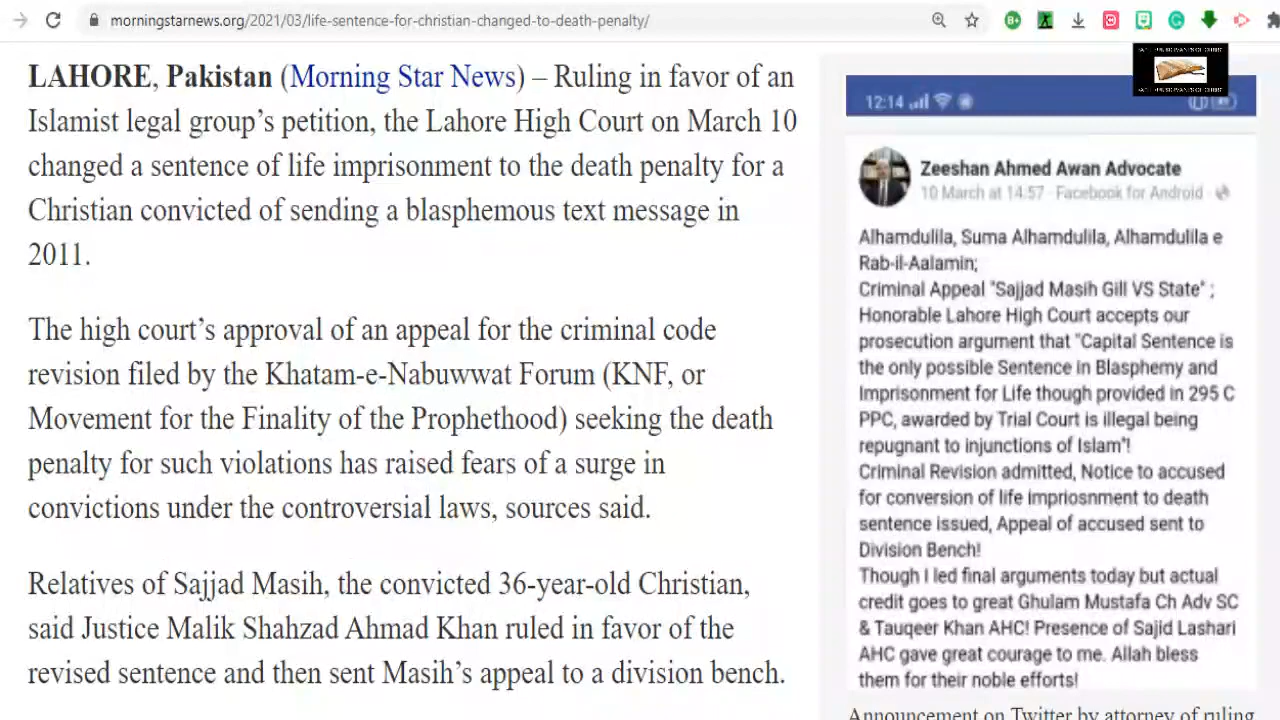 morningstarnews.org/2021/03/life-sentence-for-christian-changed-to-death-penalty/
LAHORE, Pakistan (Morning Star News) – Ruling in favor of an
Islamist legal group’s petition, the Lahore High Court on March 10
changed a sentence of life imprisonment to the death penalty for a
Christian convicted of sending a blasphemous text message in
2011.
The high court’s approval of an appeal for the criminal code
revision filed by the Khatam-e-Nabuwwat Forum (KNF, or
Movement for the Finality of the Prophethood) seeking the death
penalty for such violations has raised fears of a surge in
convictions under the controversial laws, sources said.
Relatives of Sajjad Masih, the convicted 36-year-old Christian,
said Justice Malik Shahzad Ahmad Khan ruled in favor of the
revised sentence and then sent Masih’s appeal to a division bench.
12:14
Zeeshan Ahmed Awan Advocate
10 March at 14:57 · Facebook for Android ·
Alhamdulila, Suma Alhamdulila, Alhamdulila e
Rab-il-Aalamin;
Criminal Appeal "Sajjad Masih Gill VS State" ;
Honorable Lahore High Court accepts our
prosecution argument that "Capital Sentence is
the only possible Sentence in Blasphemy and
Imprisonment for Life though provided in 295 C
PPC, awarded by Trial Court is illegal being
repugnant to injunctions of Islam"!
Criminal Revision admitted, Notice to accused
for conversion of life impriosnment to death
sentence issued, Appeal of accused sent to
Division Bench!
Though I led final arguments today but actual
credit goes to great Ghulam Mustafa Ch Adv SC
& Tauqeer Khan AHC! Presence of Sajid Lashari
AHC gave great courage to me. Allah bless
them for their noble efforts!
Announcement on Twitter by attorney of ruling